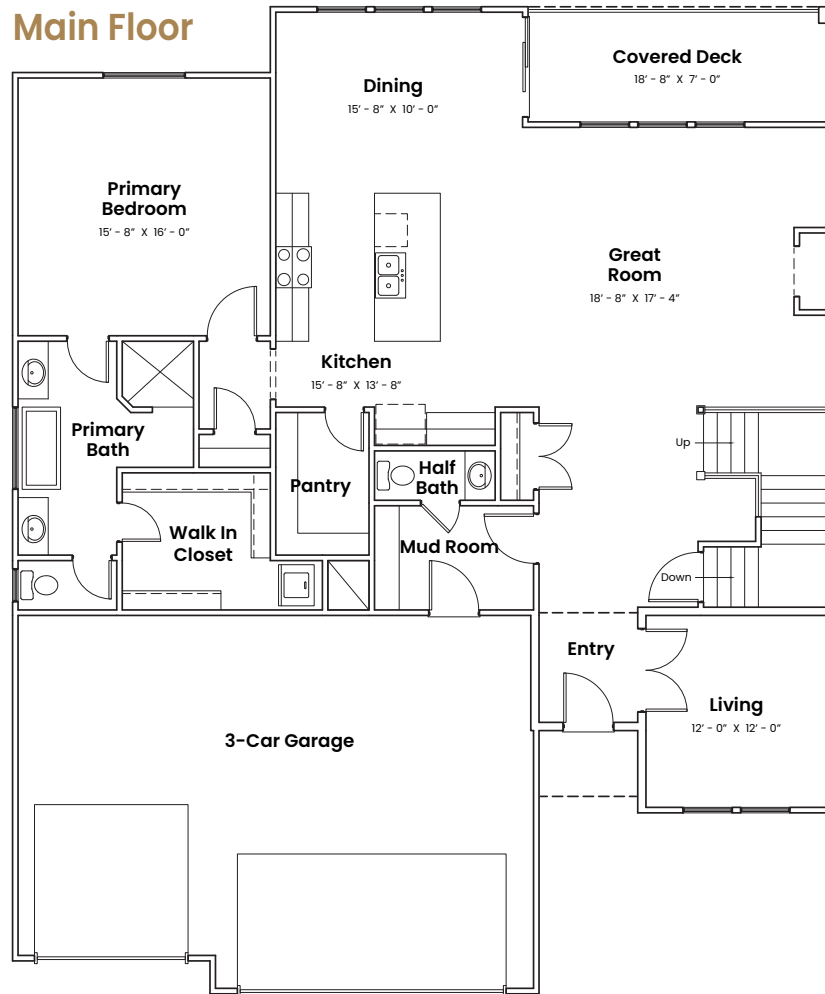 Main Floor
Dining
15' - 8" X 10' - 0"
Covered Deck
18' - 8" X 7' - 0"
Primary
Bedroom
15' - 8" X 16' - 0"
Great
Room
18' - 8" X 17' - 4"
Kitchen
15' - 8" X 13' - 8"
Primary
Bath
Up
Pantry
Half
Bath
Walk In
Closet
Mud Room
Down
Entry
Living
12' - 0" X 12' - 0"
3-Car Garage